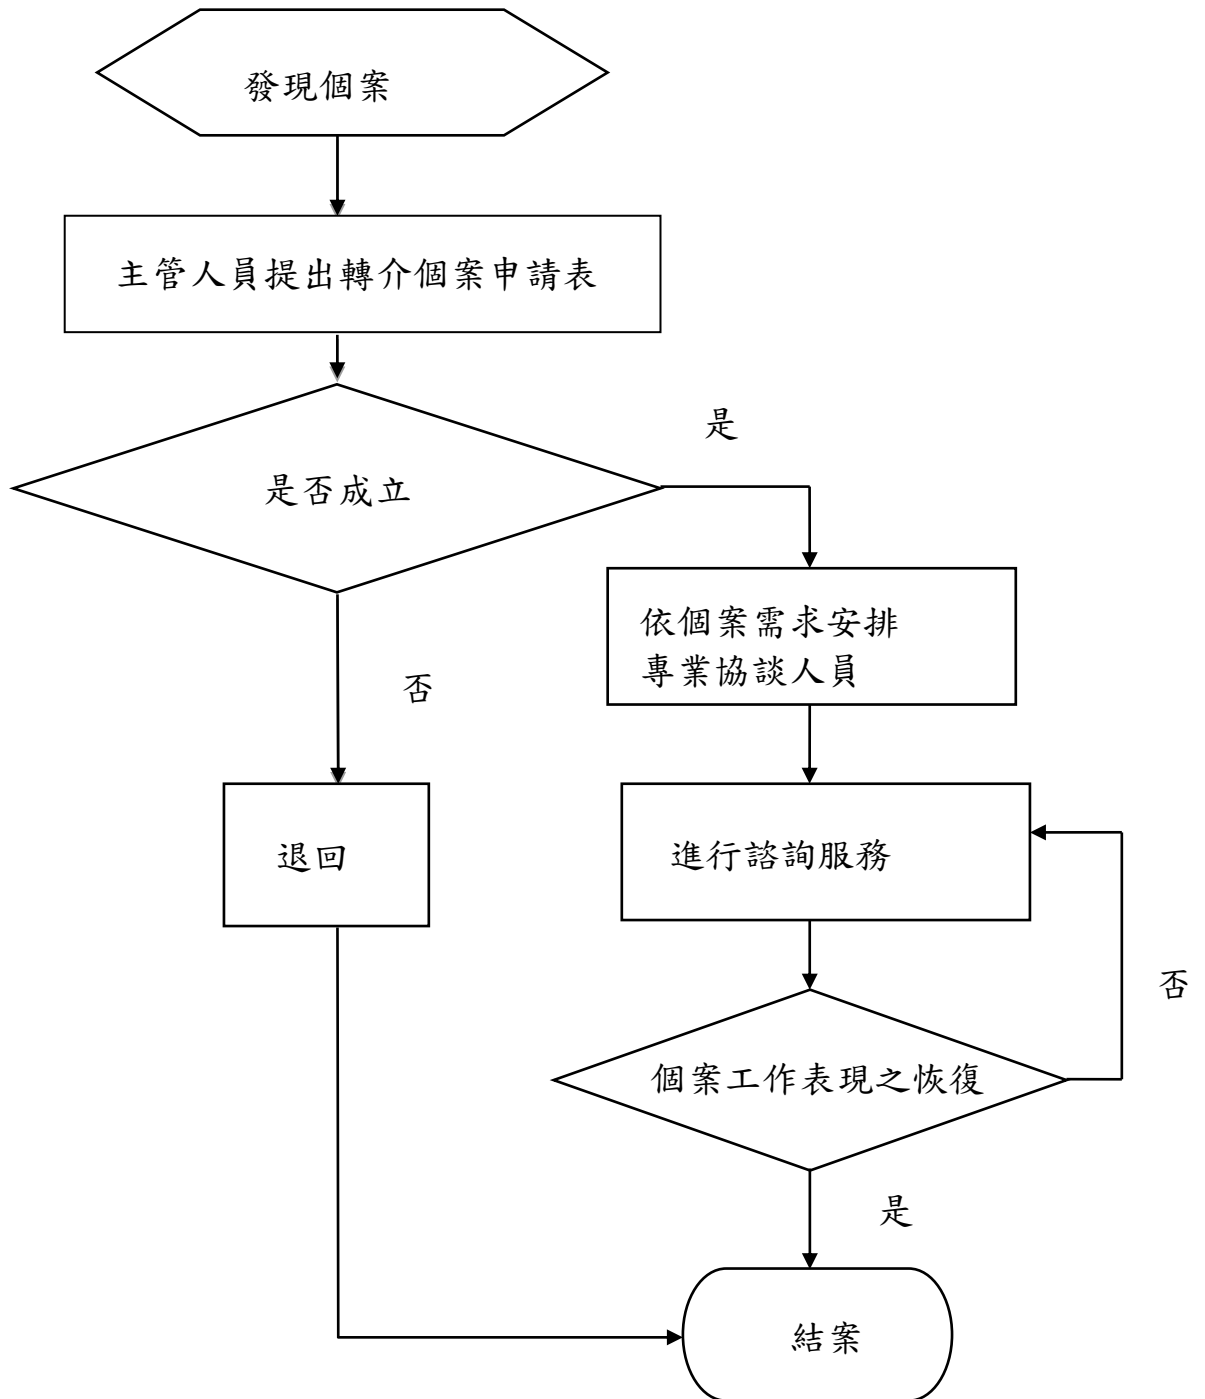 發現個案
主管人員提出轉介個案申請表
是
是否成立
依個案需求安排
專業協談人員
否
退回
進行諮詢服務
否
個案工作表現之恢復
是
結案